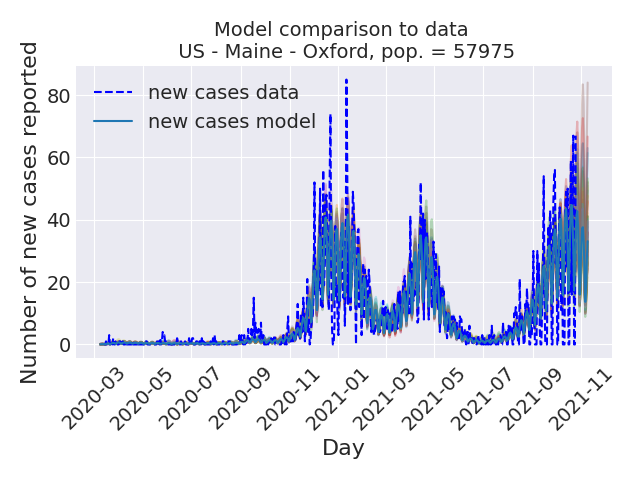 Model comparison to data
US - Maine - Oxford, pop. = 57975
Number of new cases reported
80
60
40
20
0
new cases data
new cases model
2020-03
2020-05
2020-07
2020-09
2020-11
2021-01
2021-03
2021-05
2021-07
2021-09
2021-11
Day